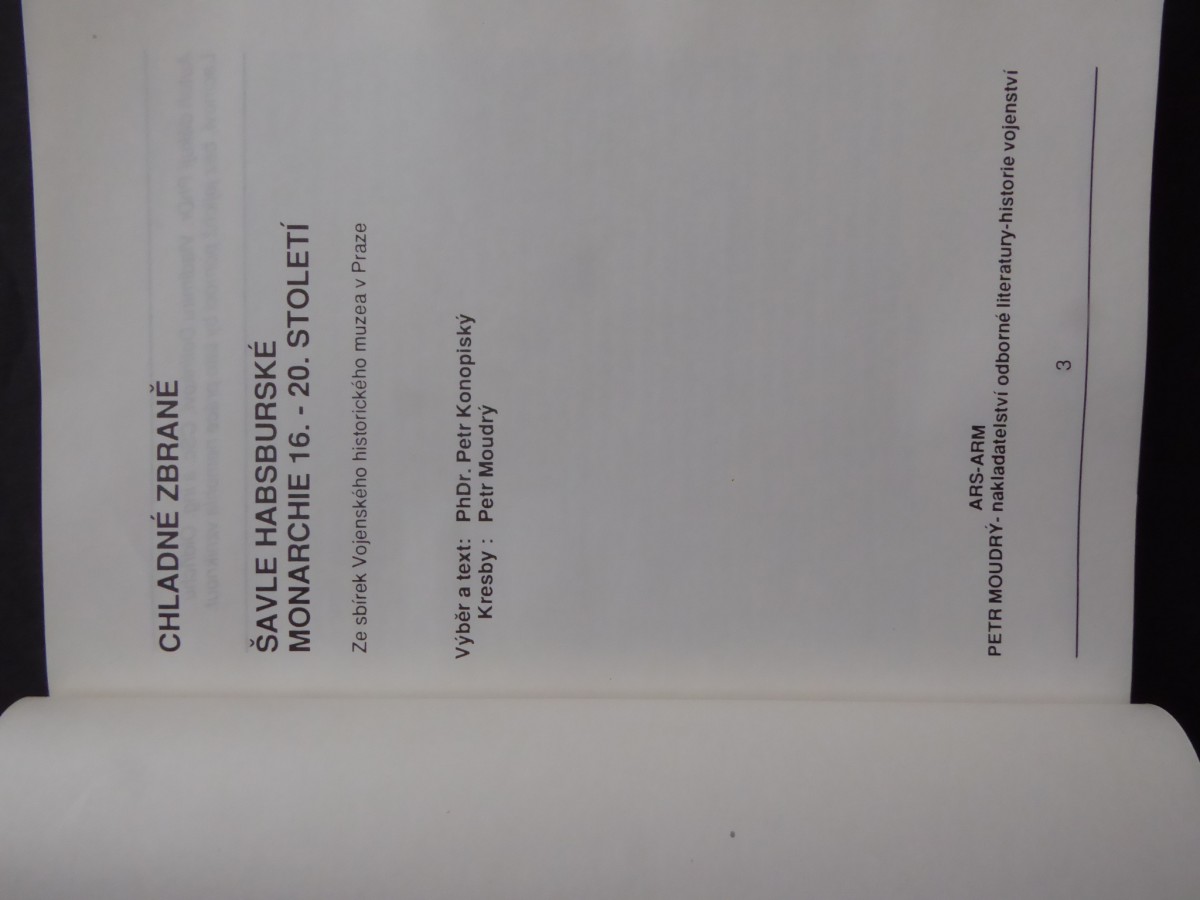 CHLADNÉ ZBRANĚ
ŠAVLE HABSBURSKÉ
MONARCHIE 16. - 20. STOLETÍ
Ze sbírek Vojenského historického muzea v Praze
Výběr a text: PhDr. Petr Konopiský
Kresby : Petr Moudrý
ARS-ARM
PETR MOUDRÝ- nakladatelství odborné literatury-historie vojenství
3